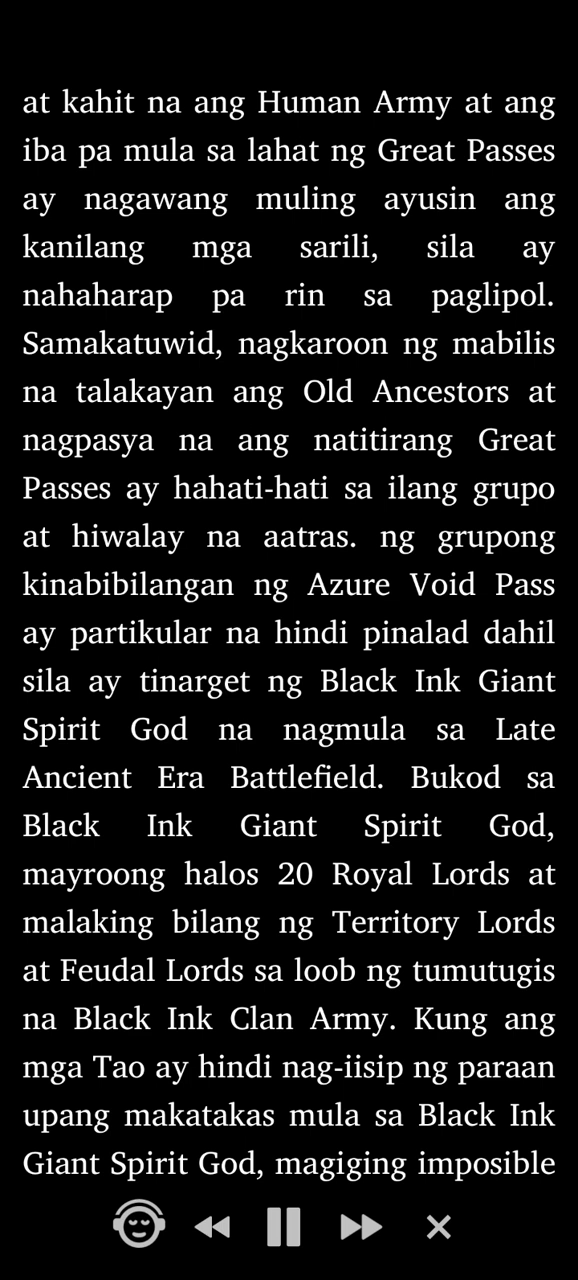 at kahit na ang Human Army at ang
iba pa mula sa lahat ng Great Passes
ay nagawang muling ayusin ang
kanilang mga sarili, sila ay
nahaharap pa rin sa paglipol.
Samakatuwid, nagkaroon ng mabilis
na talakayan ang Old Ancestors at
nagpasya na ang natitirang Great
Passes ay hahati-hati sa ilang grupo
at hiwalay na aatras. ng grupong
kinabibilangan ng Azure Void Pass
ay partikular na hindi pinalad dahil
sila ay tinarget ng Black Ink Giant
Spirit God na nagmula sa Late
Ancient Era Battlefield. Bukod sa
Black Ink Giant Spirit God,
mayroong halos 20 Royal Lords at
malaking bilang ng Territory Lords
at Feudal Lords sa loob ng tumutugis
na Black Ink Clan Army. Kung ang
mga Tao ay hindi nag-iisip ng paraan
upang makatakas mula sa Black Ink
Giant Spirit God, magiging imposible